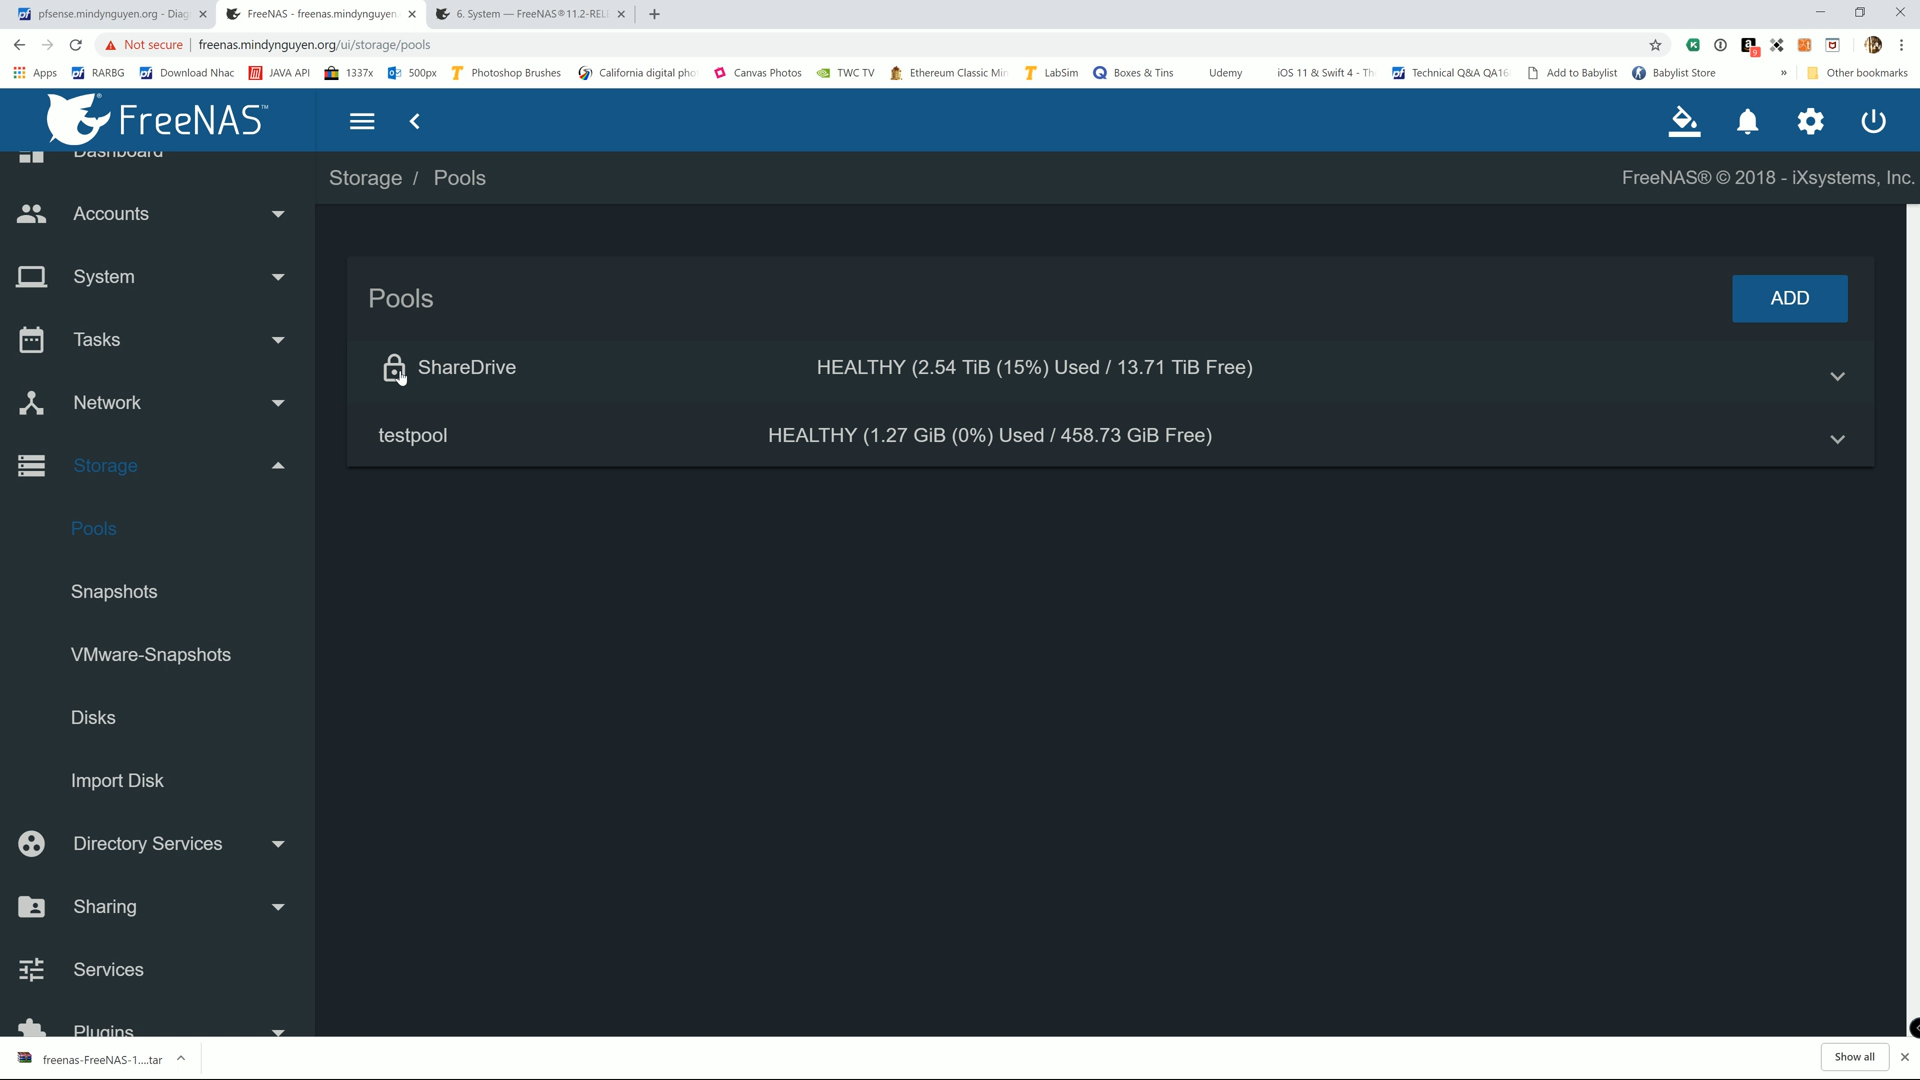 pfsense.mindynguyen.org - Diag
FreeNAS - freenas.mindynguyen.
6. System — FreeNAS®11.2-REL
Not secure
freenas.mindynguyen.org/ui/storage/pools
Apps
RARBG
Download Nhac
JAVA API
1337x
500px
Photoshop Brushes
California digital pho
Canvas Photos
TWC TV
Ethereum Classic Min
LabSim
Boxes & Tins
Udemy
iOS 11 & Swift 4 - Th
Technical Q&A QA16
Add to Babylist
Babylist Store
»
Other bookmarks
FreeNAS™
Dashboard
Storage / Pools
FreeNAS® © 2018 - iXsystems, Inc.
Accounts
System
Tasks
Network
Storage
Pools
Snapshots
VMware-Snapshots
Disks
Import Disk
Directory Services
Sharing
Services
Plugins
Pools
ADD
ShareDrive
HEALTHY (2.54 TiB (15%) Used / 13.71 TiB Free)
testpool
HEALTHY (1.27 GiB (0%) Used / 458.73 GiB Free)
freenas-FreeNAS-1....tar
Show all